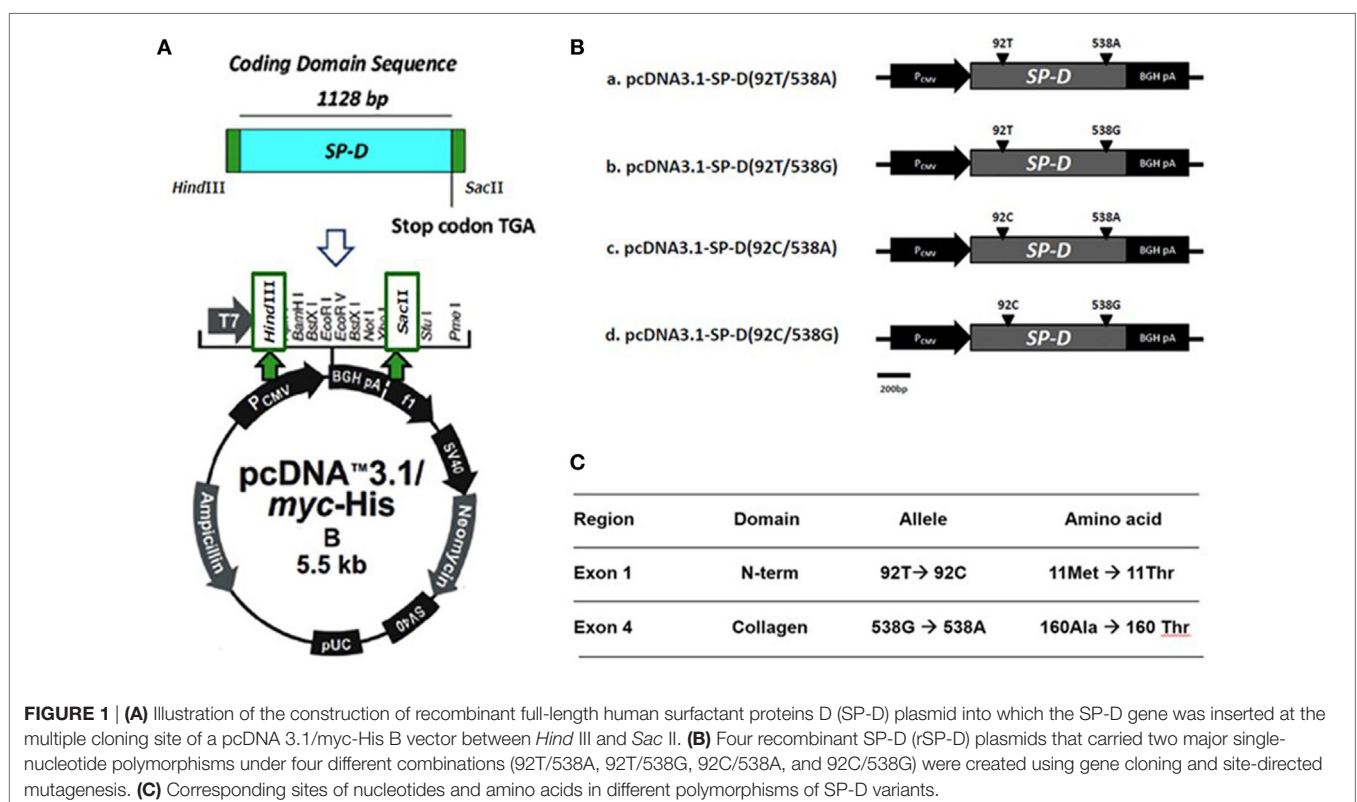 A
Coding Domain Sequence
1128 bp
SP-D
HindIII
SacII
Stop codon TGA
T7
HindIII
BamH I
BstX I
EcoR I
EcoR V
BstX I
Not I
SacII
Sfu I
Pme I
PCMV
BGH pA
f1
SV40
Neomycin
SV40
pUC
Ampicillin
pcDNA™3.1/
myc-His
B
5.5 kb
B
92T 538A
a. pcDNA3.1-SP-D(92T/538A)
PCMV SP-D BGH pA
92T 538G
b. pcDNA3.1-SP-D(92T/538G)
PCMV SP-D BGH pA
92C 538A
c. pcDNA3.1-SP-D(92C/538A)
PCMV SP-D BGH pA
92C 538G
d. pcDNA3.1-SP-D(92C/538G)
PCMV SP-D BGH pA
200bp
C
Region Domain Allele Amino acid
Exon 1 N-term 92T→ 92C 11Met → 11Thr
Exon 4 Collagen 538G → 538A 160Ala → 160 Thr
FIGURE 1 | (A) Illustration of the construction of recombinant full-length human surfactant proteins D (SP-D) plasmid into which the SP-D gene was inserted at the
multiple cloning site of a pcDNA 3.1/myc-His B vector between Hind III and Sac II. (B) Four recombinant SP-D (rSP-D) plasmids that carried two major single-
nucleotide polymorphisms under four different combinations (92T/538A, 92T/538G, 92C/538A, and 92C/538G) were created using gene cloning and site-directed
mutagenesis. (C) Corresponding sites of nucleotides and amino acids in different polymorphisms of SP-D variants.